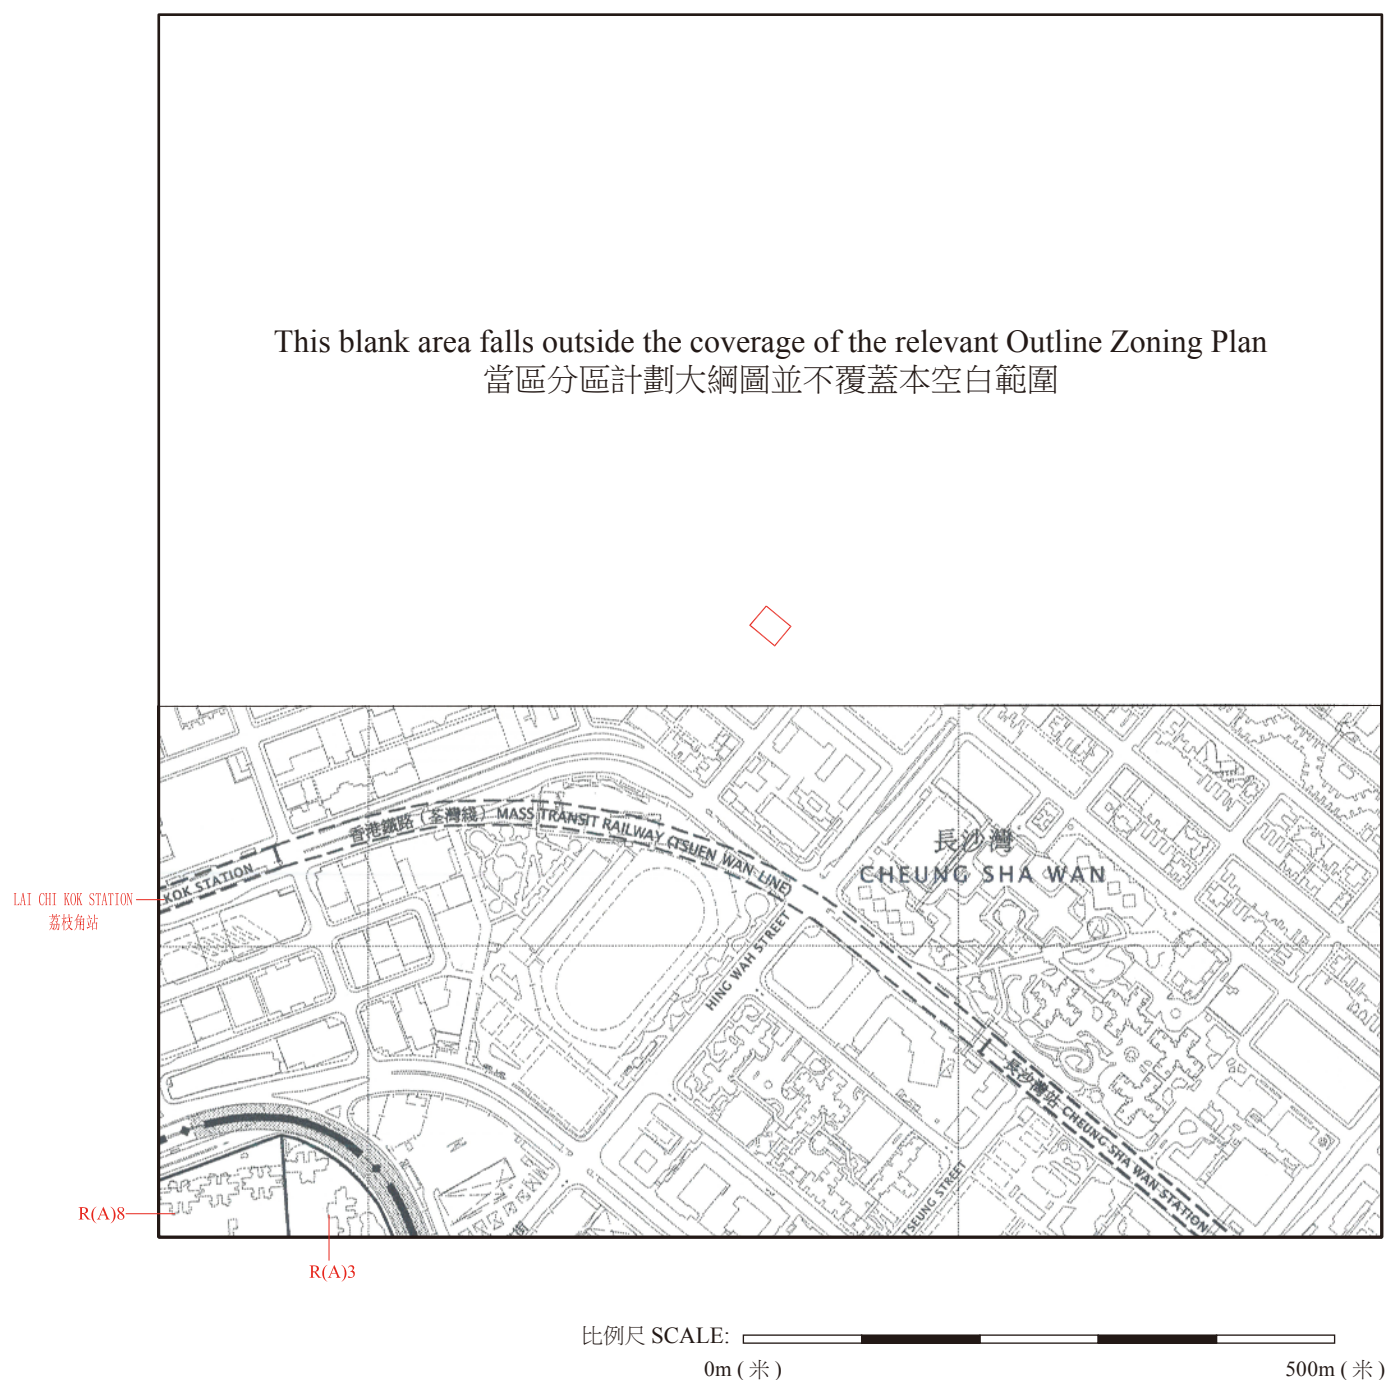 This blank area falls outside the coverage of the relevant Outline Zoning Plan
當區分區計劃大綱圖並不覆蓋本空白範圍
香港鐵路（荃灣綫）MASS TRANSIT RAILWAY (TSUEN WAN LINE)
長沙灣
CHEUNG SHA WAN
KOK STATION
LAI CHI KOK STATION
荔枝角站
HING WAH STREET
長沙灣站 CHEUNG SHA WAN STATION
TSEUNG STREET
街
R(A)8
R(A)3
比例尺 SCALE:
0m ( 米 )
500m ( 米 )